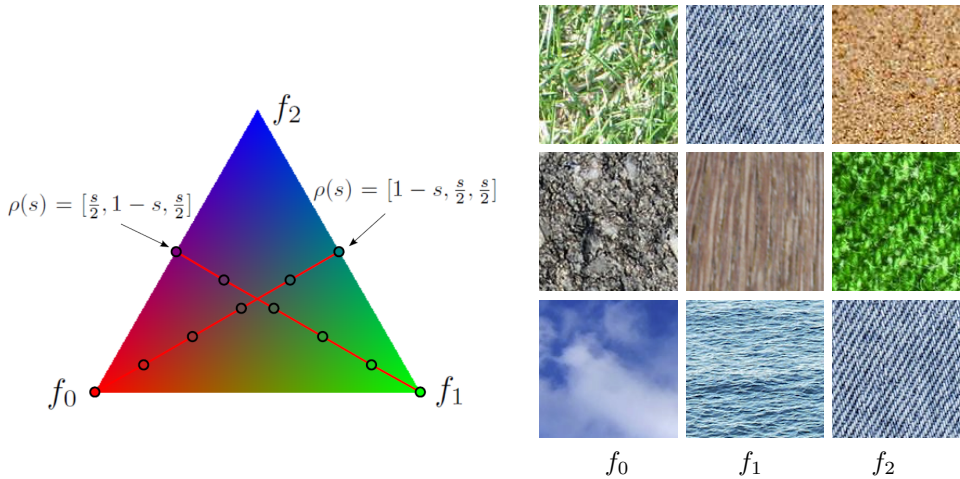 f₂
ρ(s) = [s/2, 1 − s, s/2]
ρ(s) = [1 − s, s/2, s/2]
f₀
f₁
f₀
f₁
f₂